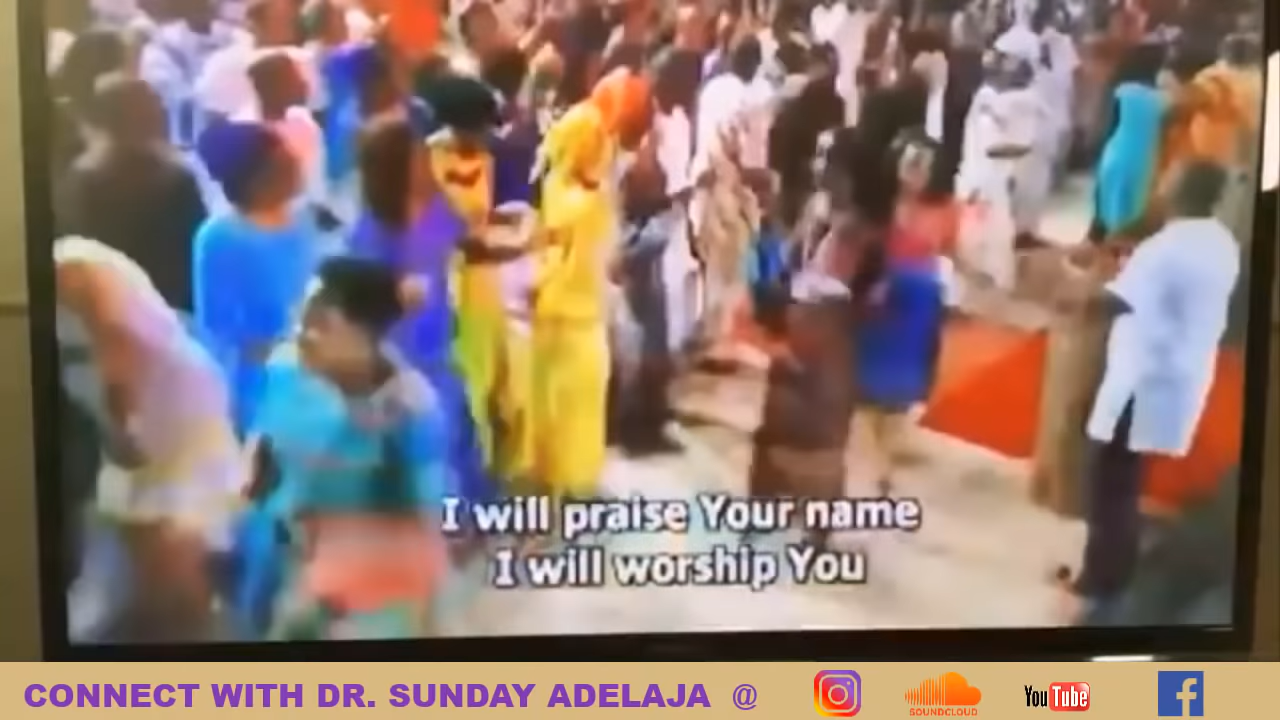 I will praise Your name
I will worship You
CONNECT WITH DR. SUNDAY ADELAJA @
SOUNDCLOUD
YouTube